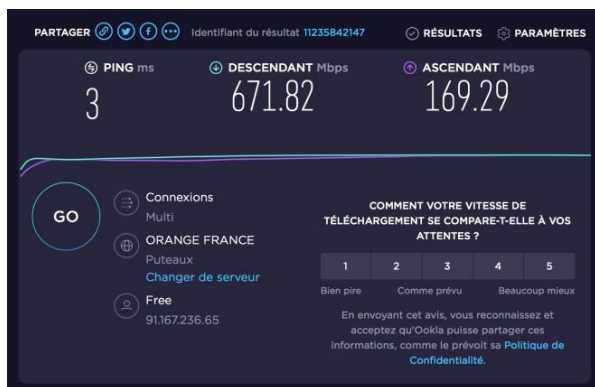 PARTAGER Identifiant du résultat 11235842147 RÉSULTATS PARAMÈTRES
PING ms DESCENDANT Mbps ASCENDANT Mbps
3 671.82 169.29
GO
Connexions
Multi
ORANGE FRANCE
Puteaux
Changer de serveur
Free
91.167.236.65
COMMENT VOTRE VITESSE DE
TÉLÉCHARGEMENT SE COMPARE-T-ELLE À VOS
ATTENTES ?
1 2 3 4 5
Bien pire Comme prévu Beaucoup mieux
En envoyant cet avis, vous reconnaissez et
acceptez qu'Ookla puisse partager ces
informations, comme le prévoit sa Politique de
Confidentialité.